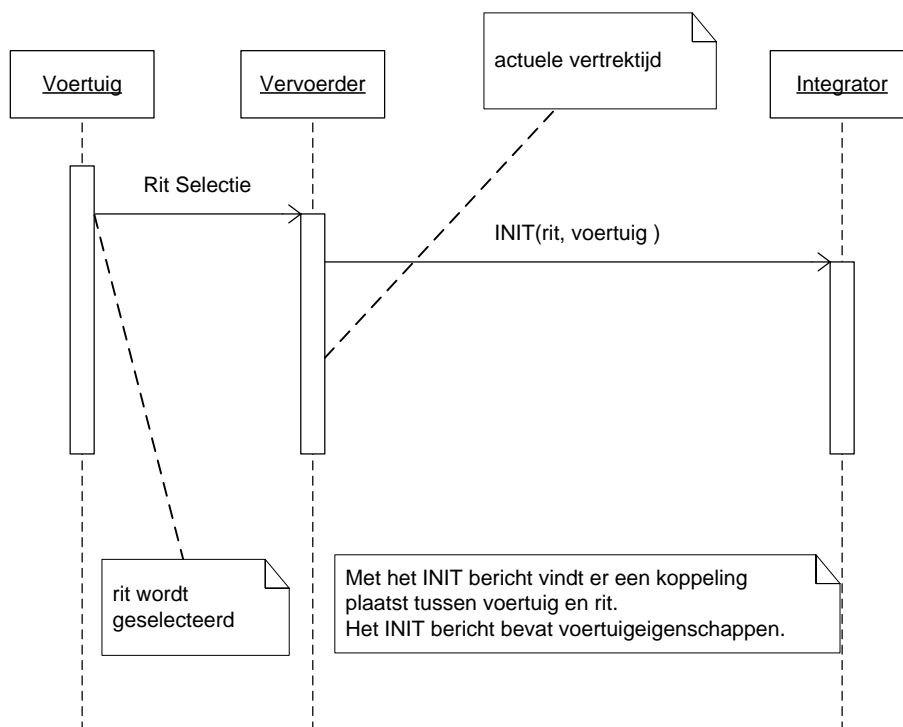 actuele vertrektijd
Voertuig
Vervoerder
Integrator
Rit Selectie
INIT(rit, voertuig )
rit wordt
geselecteerd
Met het INIT bericht vindt er een koppeling
plaatst tussen voertuig en rit.
Het INIT bericht bevat voertuigeigenschappen.